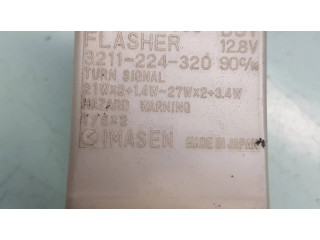 FLASHER 12.8V
3211-224-320 90c/m
TURN SIGNAL
21W×2+1.4W-27W×2+3.4W
HAZARD WARNING
IMASEN MADE IN JAPAN